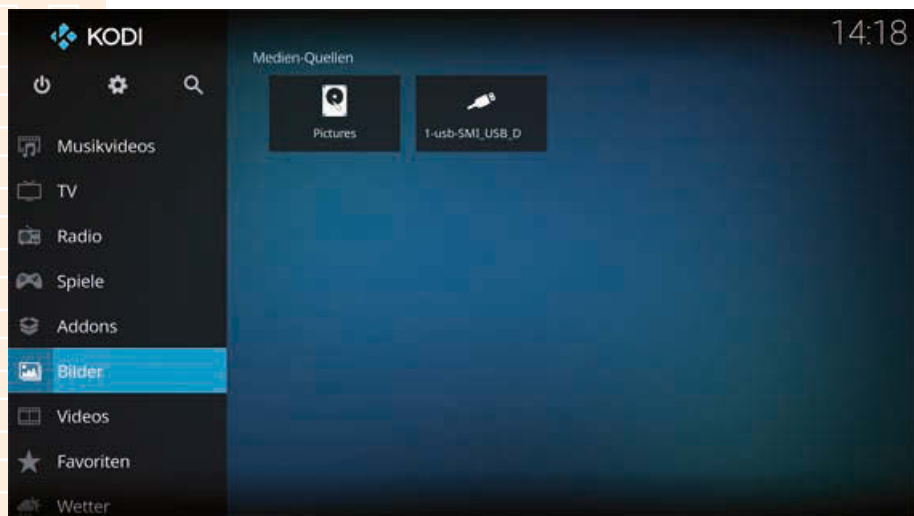 KODI
14:18
Medien-Quellen
Pictures
1-usb-SMI_USB_D
Musikvideos
TV
Radio
Spiele
Addons
Bilder
Videos
Favoriten
Wetter